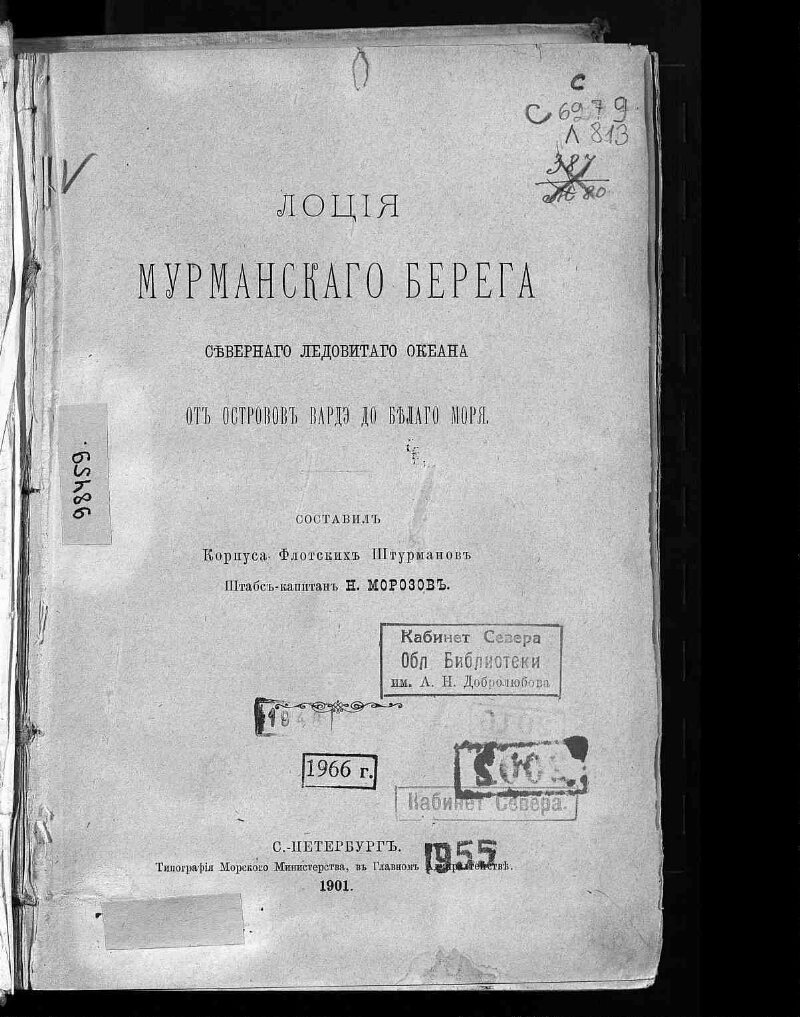 С
С 6279
Л 813
387
V
ЛОЦІЯ
МУРМАНСКАГО БЕРЕГА
СѢВЕРНАГО ЛЕДОВИТАГО ОКЕАНА
ОТЪ ОСТРОВОВЪ ВАРДЭ ДО БѢЛАГО МОРЯ.
98459.
СОСТАВИЛЪ
Корпуса Флотскихъ Штурмановъ
Штабсъ-капитанъ Н. МОРОЗОВЪ.
Кабинет Севера
Обл Библиотеки
им. А. Н. Добролюбова
1966 г.
2002
Кабинет Севера.
С.-ПЕТЕРБУРГЪ.
1955
Типографія Морского Министерства, въ Главномъ Адмиралтействѣ.
1901.